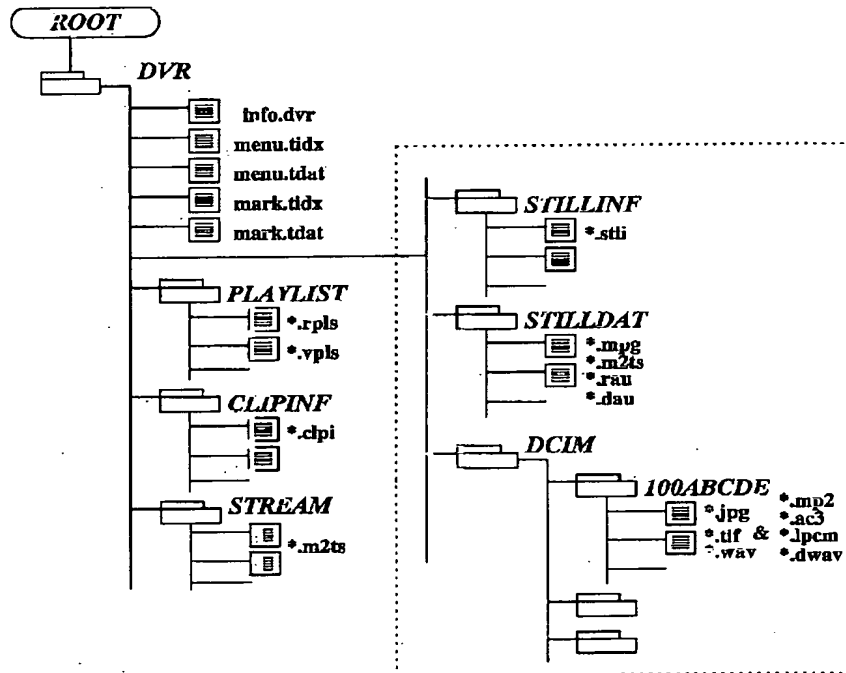 ROOT
DVR
info.dvr
menu.tidx
menu.tdat
mark.tidx
mark.tdat
PLAYLIST
*.rpls
*.vpls
CLIPINF
*.clpi
STREAM
*.m2ts
STILLINF
*.stli
STILLDAT
*.mpg
*.m2ts
*.rau
*.dau
DCIM
100ABCDE
*.jpg
*.tif &
*.wav
*.mp2
*.ac3
*.lpcm
*.dwav